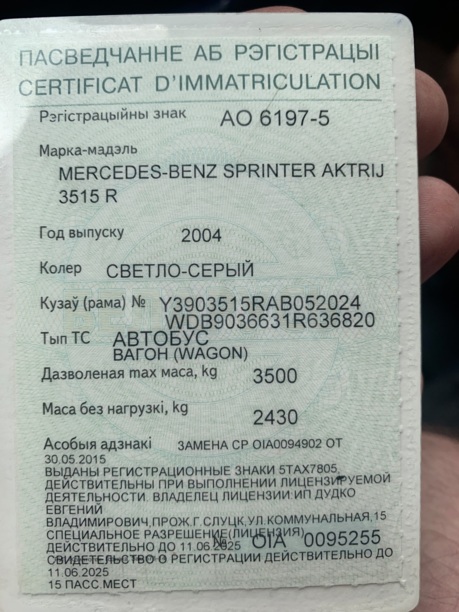 ПАСВЕДЧАННЕ АБ РЭГІСТРАЦЫІ
CERTIFICAT D'IMMATRICULATION
Рэгістрацыйны знак АО 6197-5
Марка-мадэль
MERCEDES-BENZ SPRINTER AKTRIJ
3515 R
Год выпуску 2004
Колер СВЕТЛО-СЕРЫЙ
Кузаў (рама) № Y3903515RAB052024
WDB9036631R636820
Тып ТС АВТОБУС
ВАГОН (WAGON)
Дазволеная max маса, kg 3500
Маса без нагрузкі, kg 2430
Асобыя адзнакі ЗАМЕНА СР OIA0094902 ОТ
30.05.2015
ВЫДАНЫ РЕГИСТРАЦИОННЫЕ ЗНАКИ 5TAX7805,
ДЕЙСТВИТЕЛЬНЫ ПРИ ВЫПОЛНЕНИИ ЛИЦЕНЗИРУЕМОЙ
ДЕЯТЕЛЬНОСТИ. ВЛАДЕЛЕЦ ЛИЦЕНЗИИ:ИП ДУДКО
ЕВГЕНИЙ
ВЛАДИМИРОВИЧ,ПРОЖ.Г.СЛУЦК,УЛ.КОММУНАЛЬНАЯ,15
СПЕЦИАЛЬНОЕ РАЗРЕШЕНИЕ(ЛИЦЕНЗИЯ)
ДЕЙСТВИТЕЛЬНО ДО 11.06.2025 № OIA 0095255
СВИДЕТЕЛЬСТВО О РЕГИСТРАЦИИ ДЕЙСТВИТЕЛЬНО ДО
11.06.2025
15 ПАСС.МЕСТ